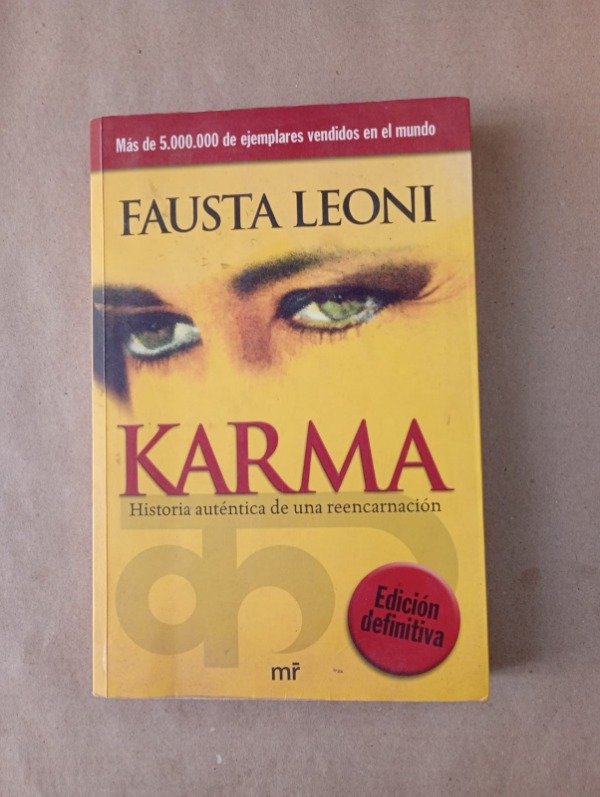 Más de 5.000.000 de ejemplares vendidos en el mundo
FAUSTA LEONI
KARMA
Historia auténtica de una reencarnación
Edición
definitiva
mr